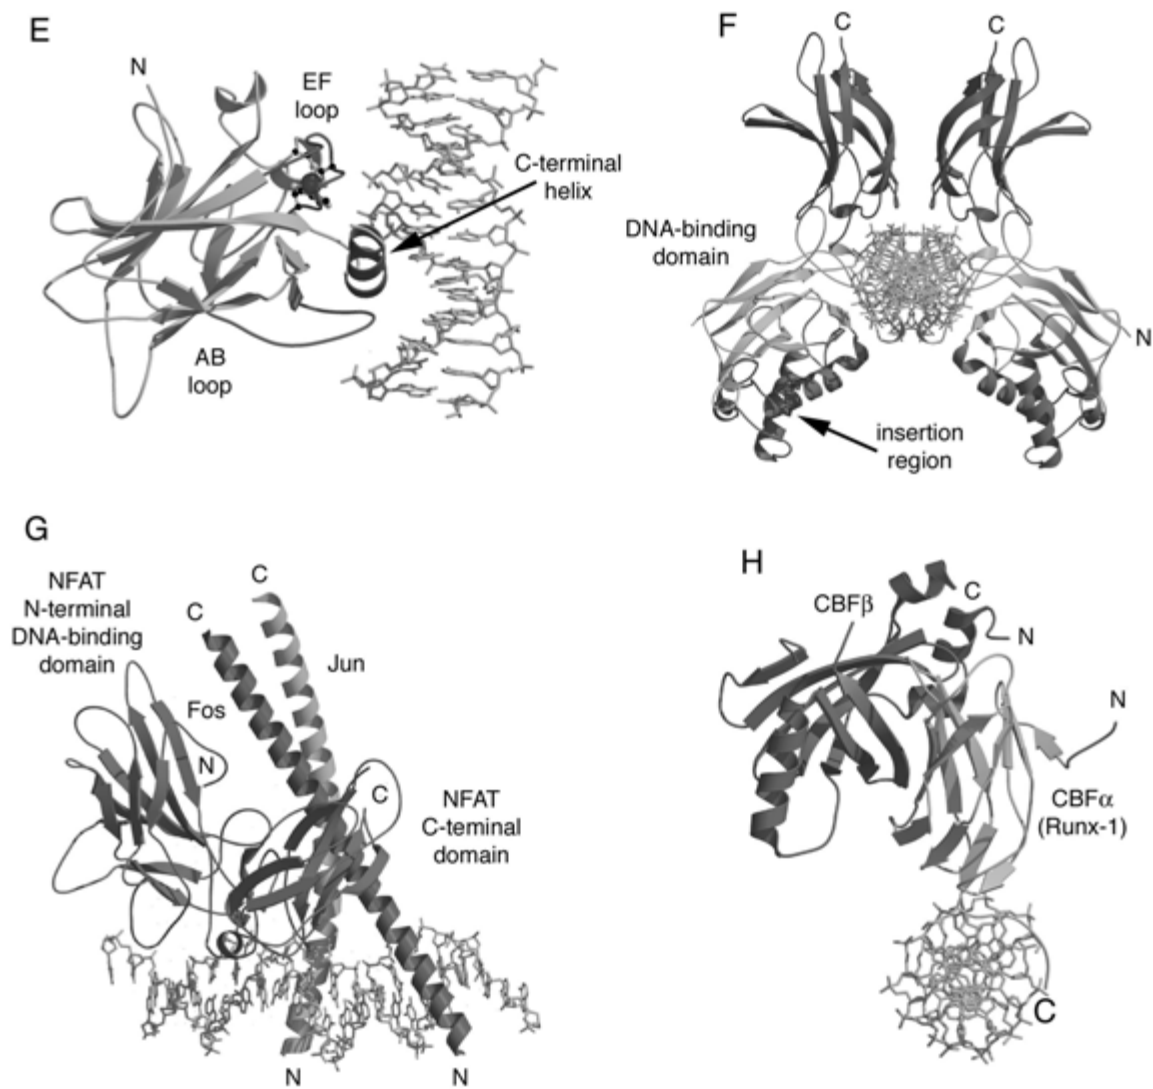 E
N
EF
loop
C-terminal
helix
AB
loop
F
C
C
DNA-binding
domain
N
insertion
region
G
NFAT
N-terminal
DNA-binding
domain
C
C
Jun
Fos
N
C
NFAT
C-teminal
domain
N
N
H
CBFβ
C
N
N
CBFα
(Runx-1)
C